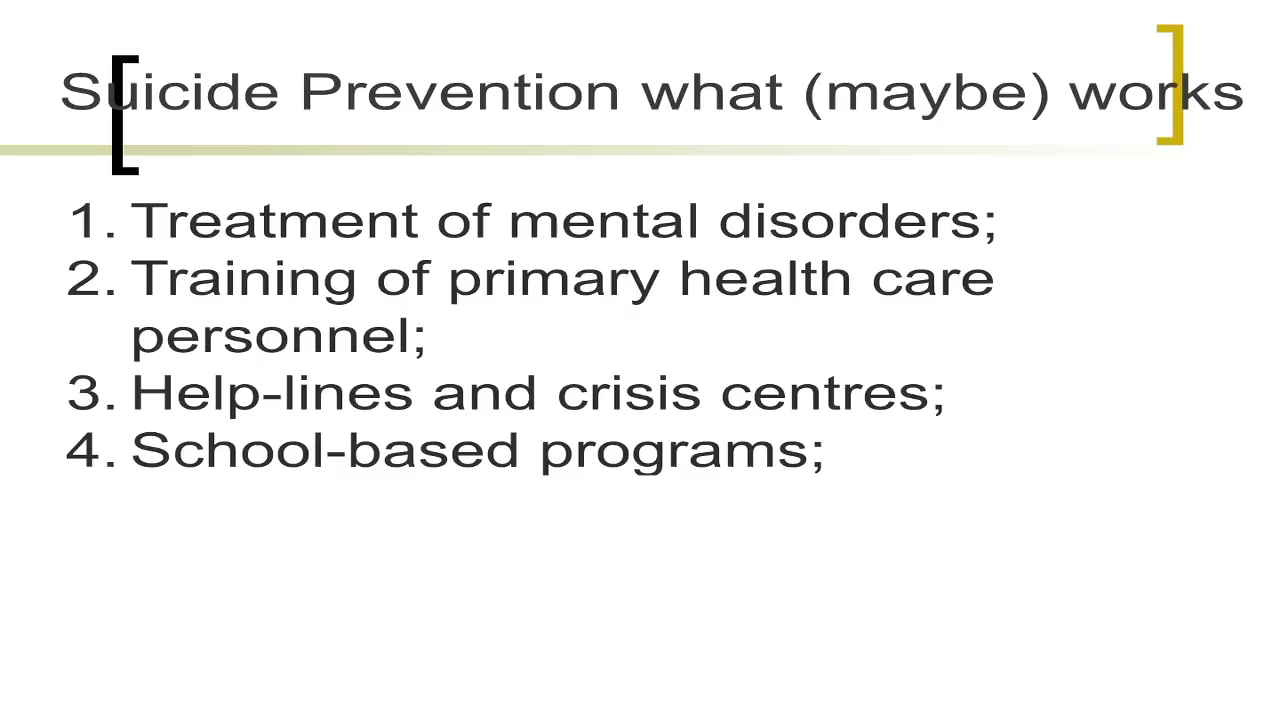 Suicide Prevention what (maybe) works
1. Treatment of mental disorders;
2. Training of primary health care
personnel;
3. Help-lines and crisis centres;
4. School-based programs;